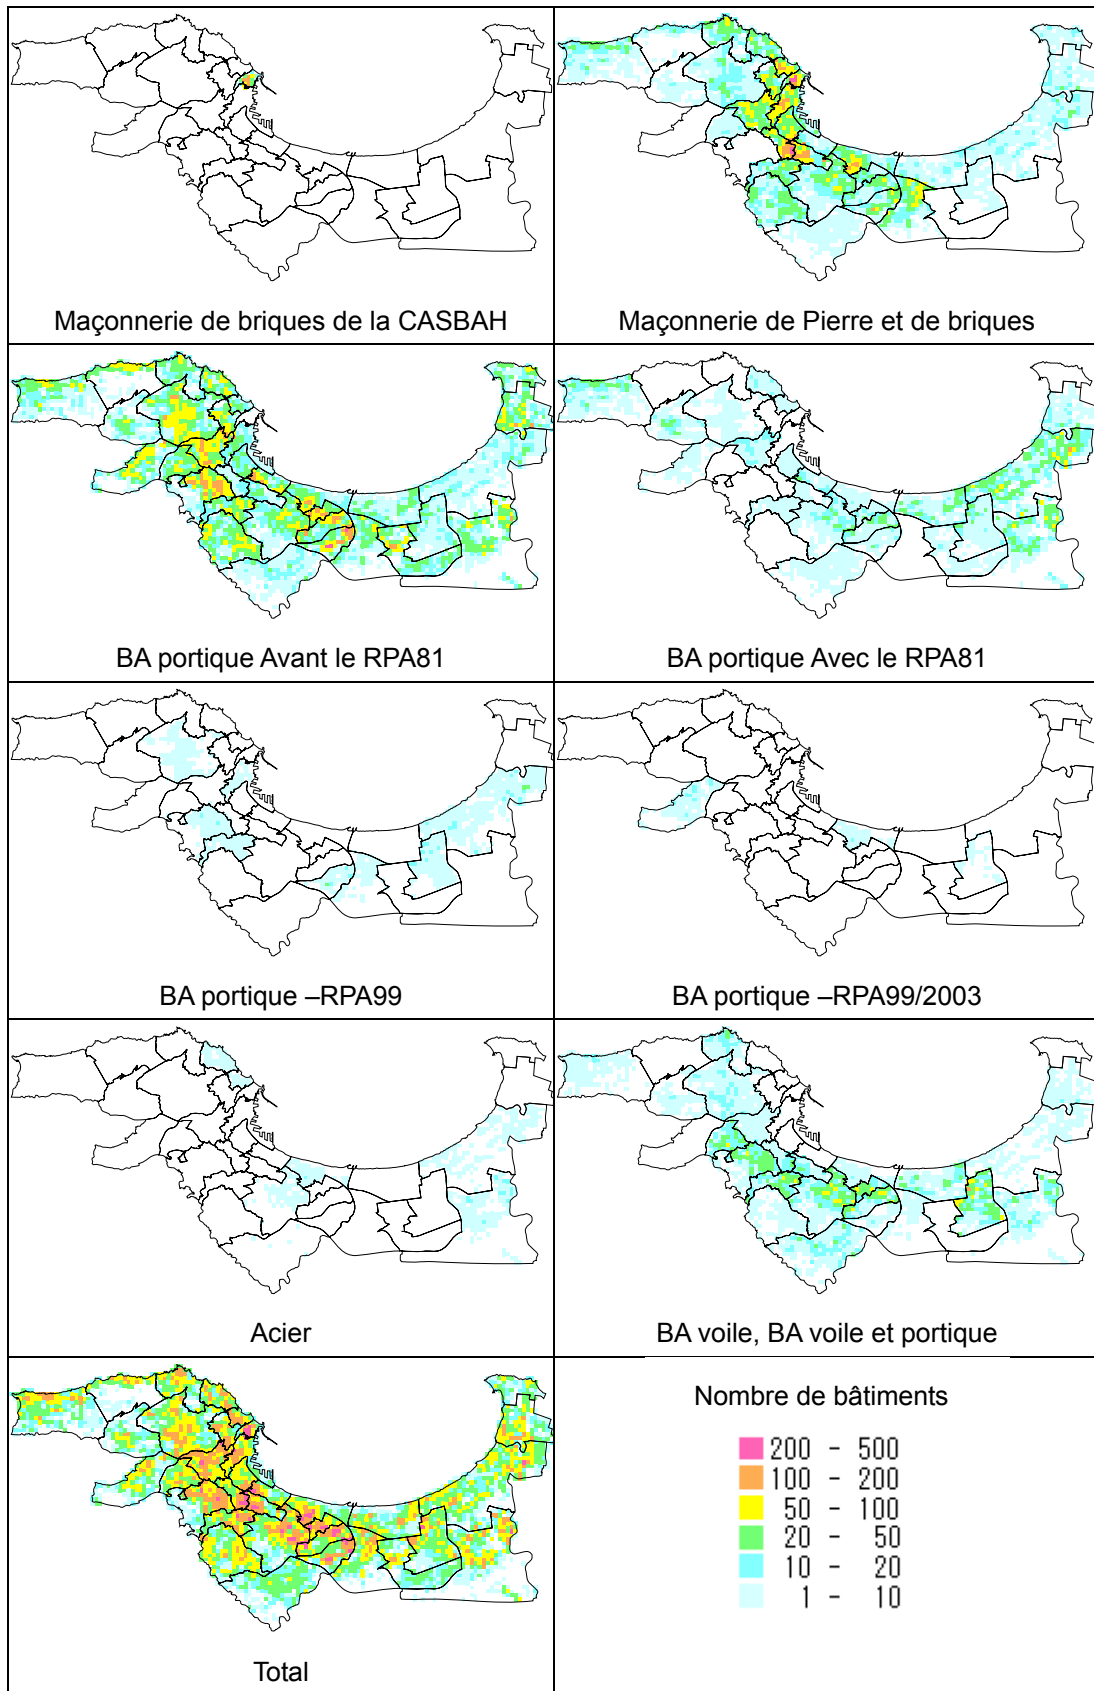 Maçonnerie de briques de la CASBAH
Maçonnerie de Pierre et de briques
BA portique Avant le RPA81
BA portique Avec le RPA81
BA portique –RPA99
BA portique –RPA99/2003
Acier
BA voile, BA voile et portique
Total
Nombre de bâtiments
200 - 500
100 - 200
50 - 100
20 - 50
10 - 20
1 - 10